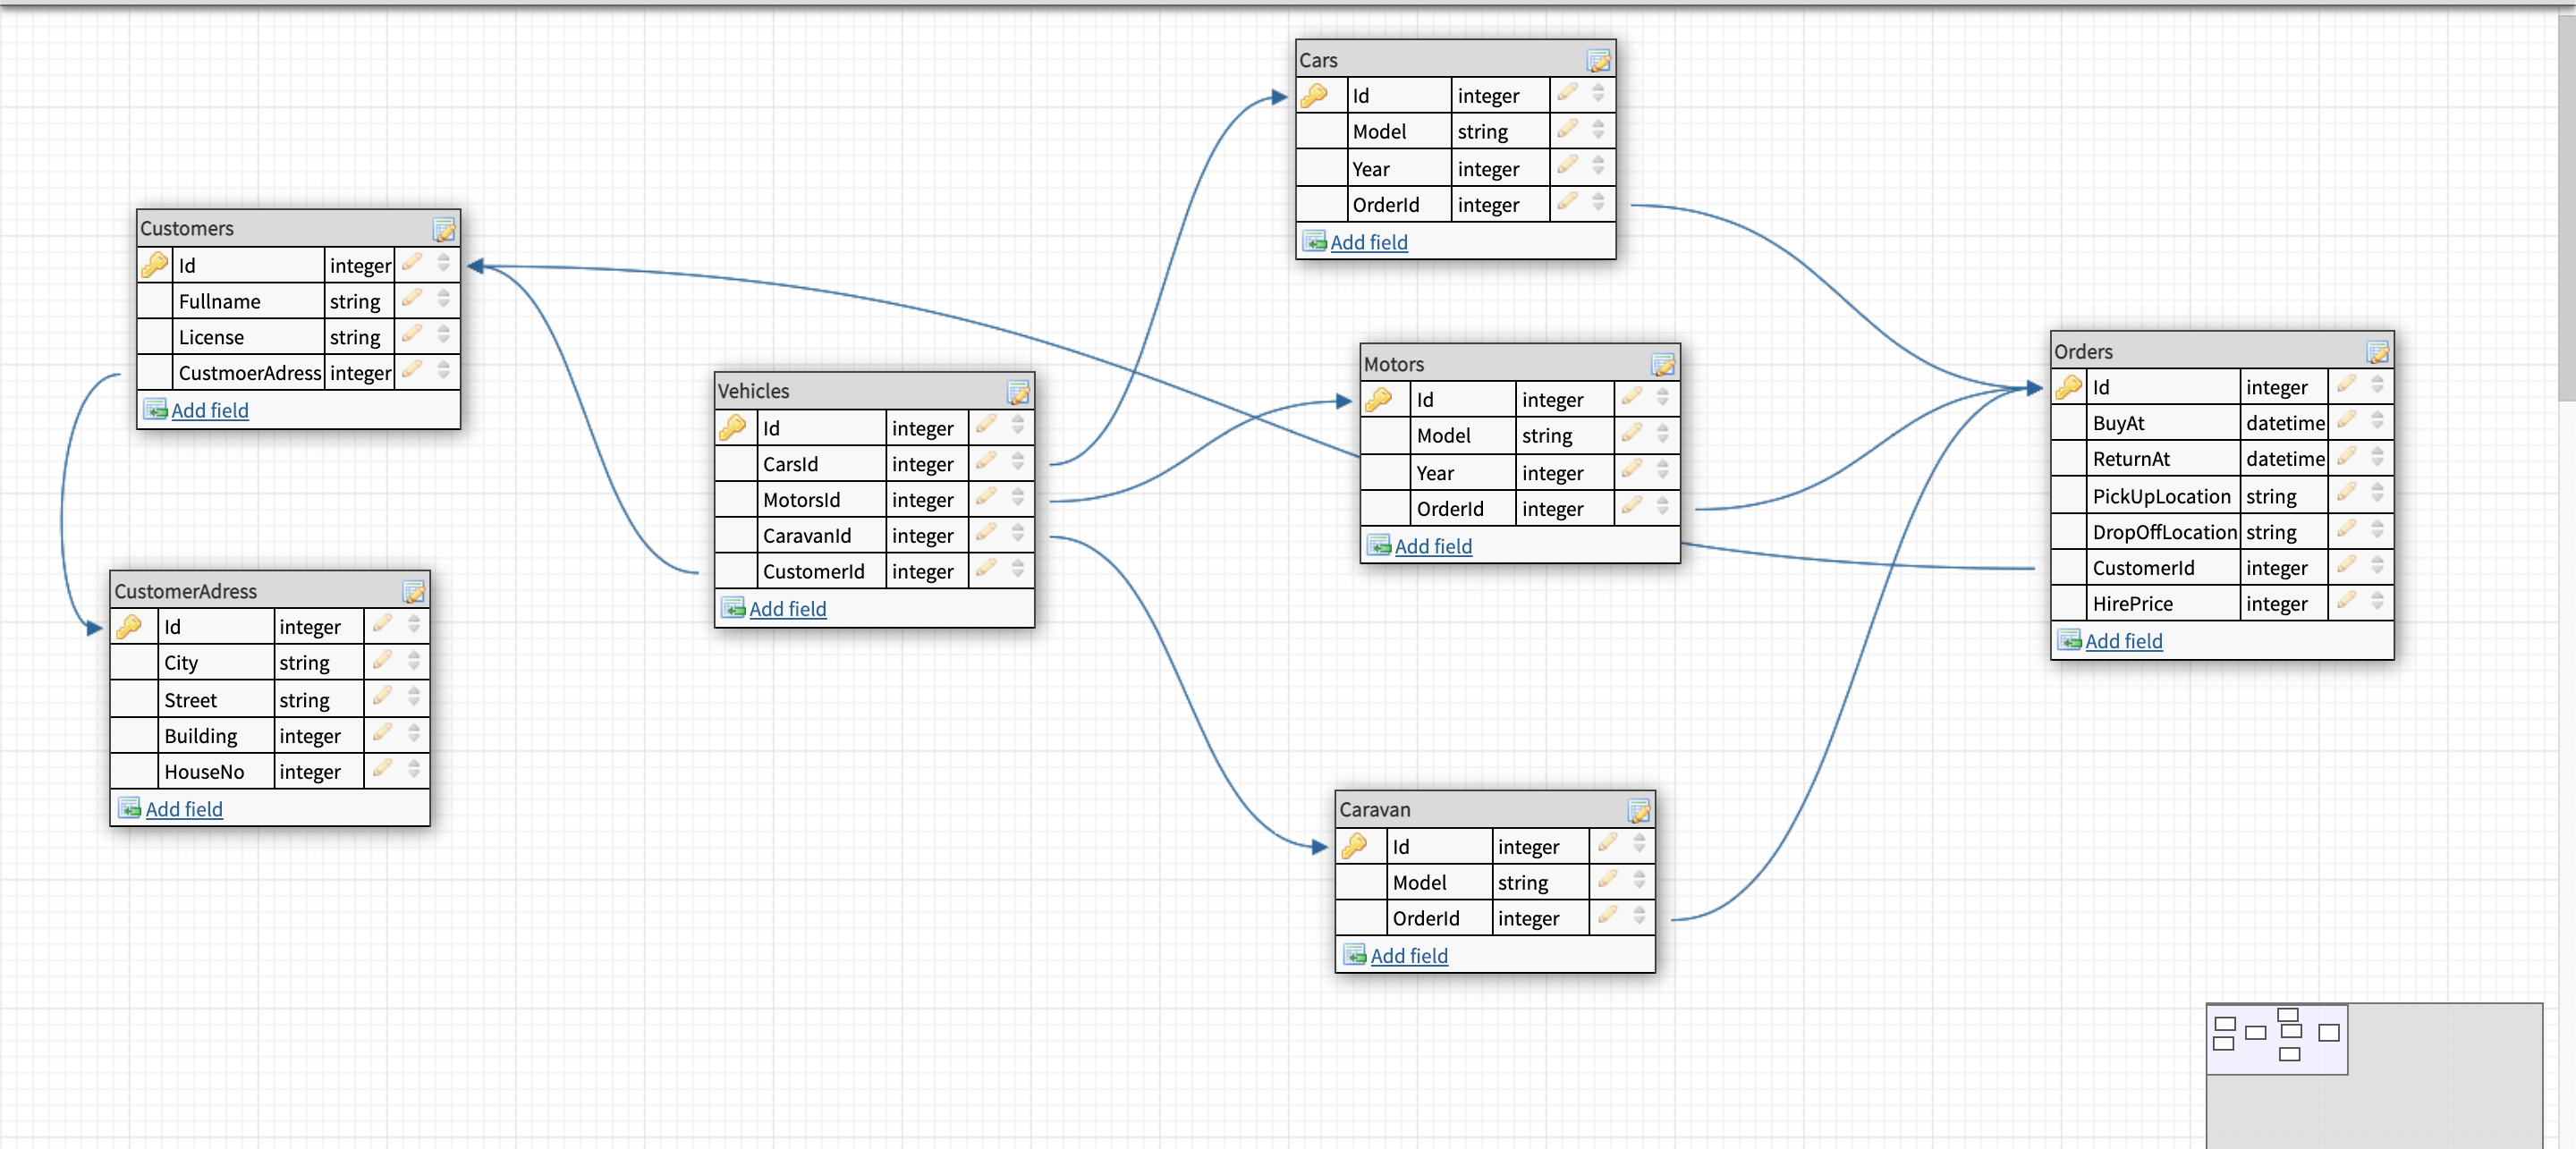 Cars
Id integer
Model string
Year integer
OrderId integer
Add field
Customers
Id integer
Fullname string
License string
CustmoerAdress integer
Add field
Vehicles
Id integer
CarsId integer
MotorsId integer
CaravanId integer
CustomerId integer
Add field
Motors
Id integer
Model string
Year integer
OrderId integer
Add field
Orders
Id integer
BuyAt datetime
ReturnAt datetime
PickUpLocation string
DropOffLocation string
CustomerId integer
HirePrice integer
Add field
CustomerAdress
Id integer
City string
Street string
Building integer
HouseNo integer
Add field
Caravan
Id integer
Model string
OrderId integer
Add field